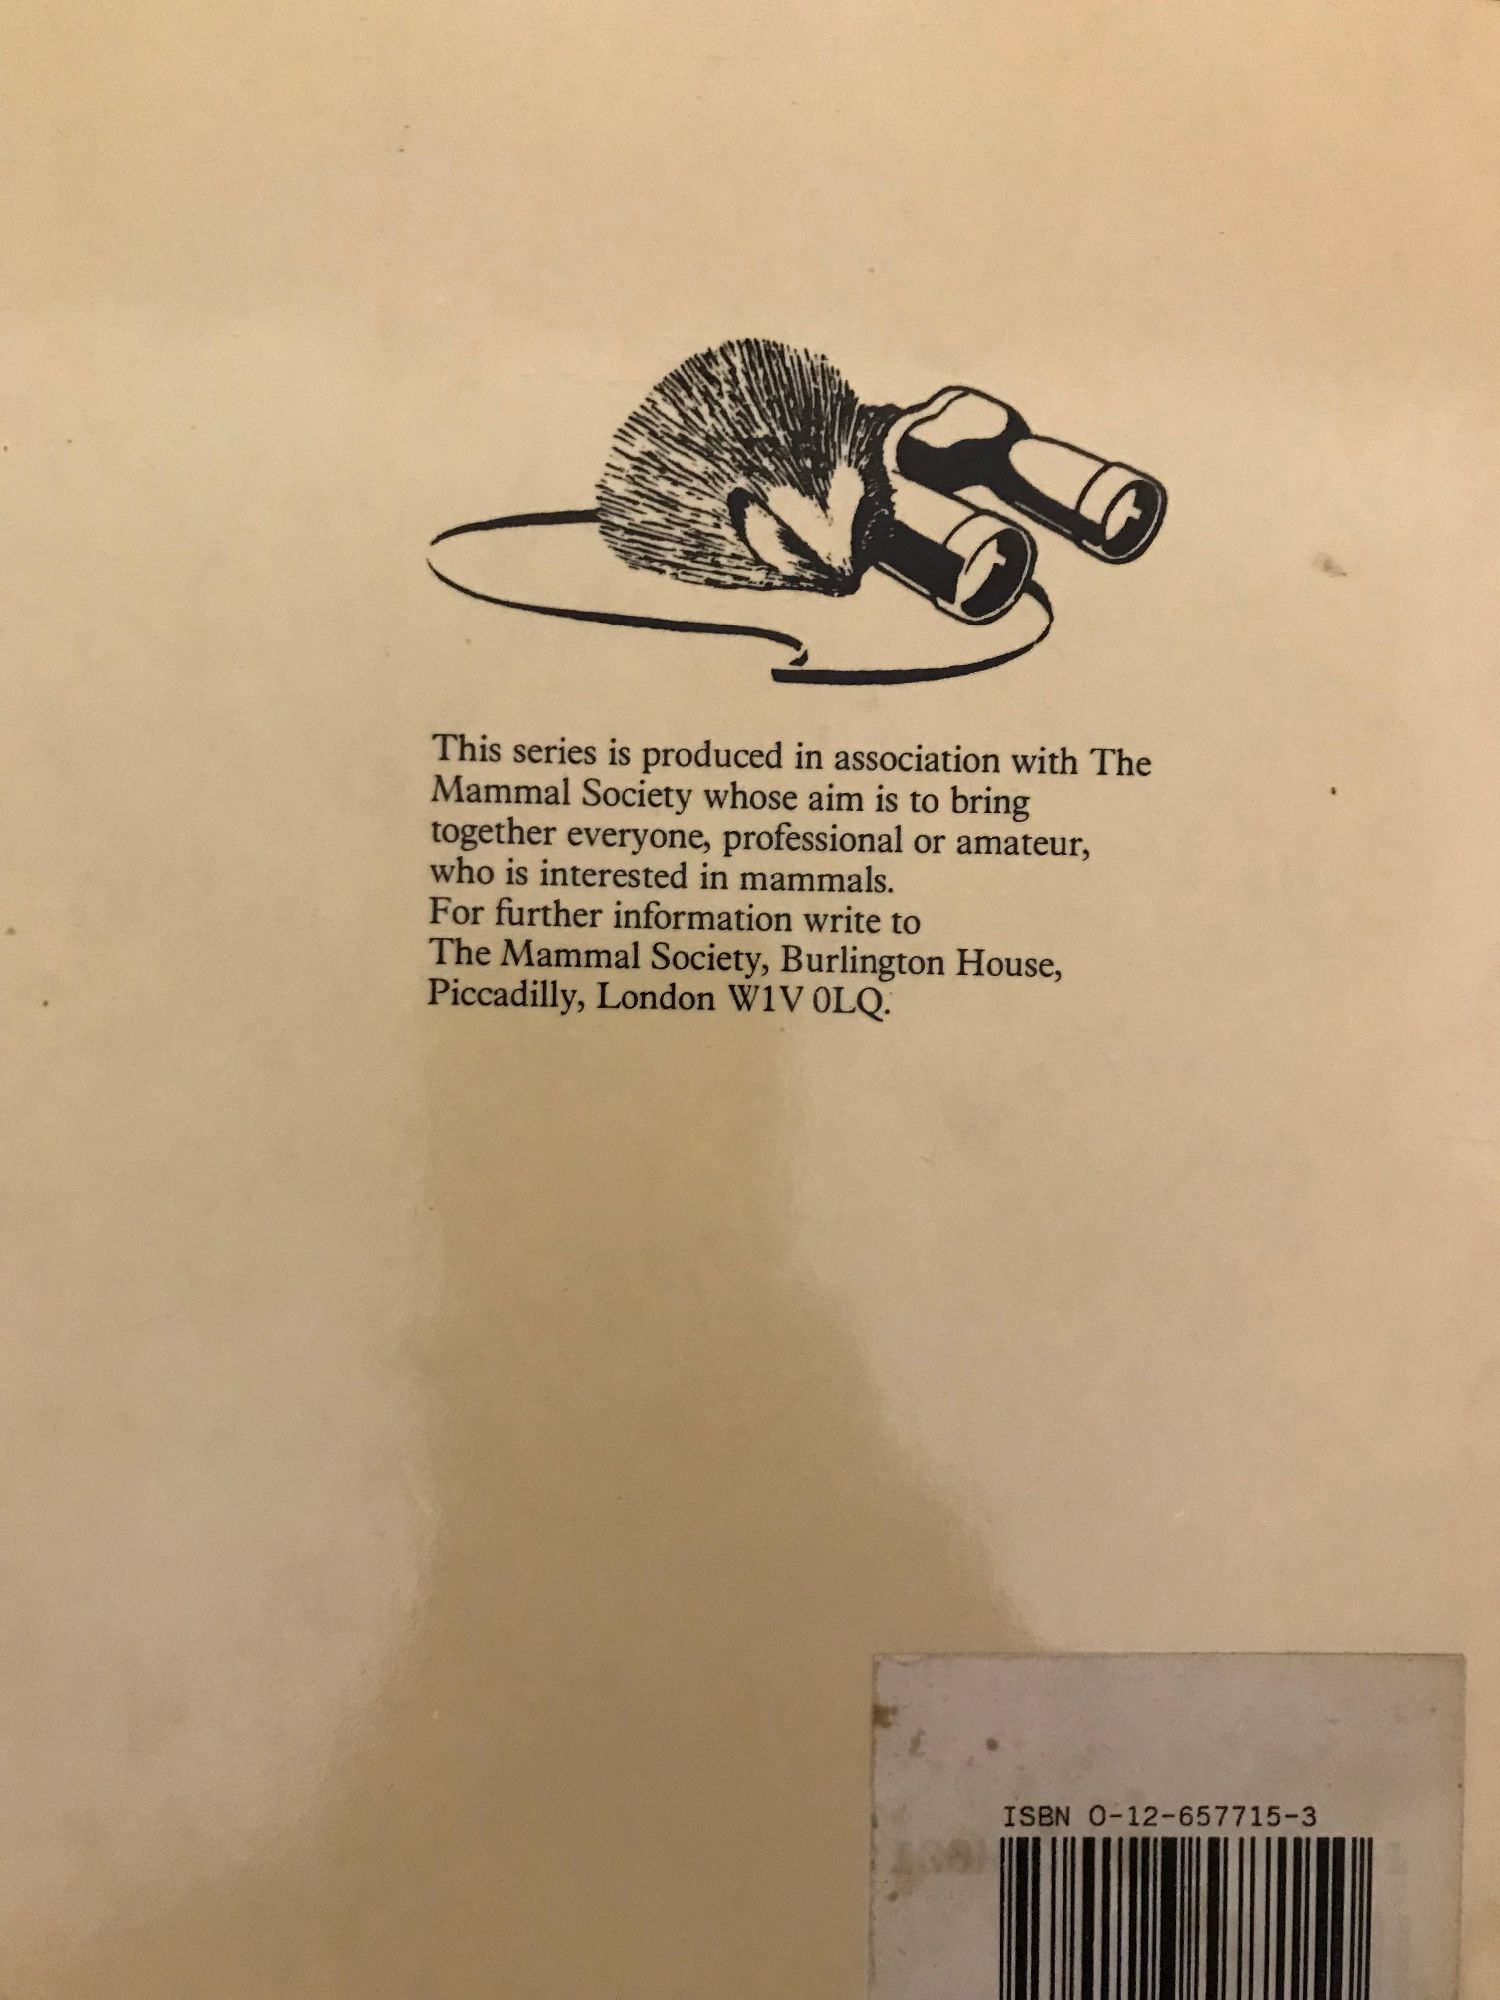 This series is produced in association with The
Mammal Society whose aim is to bring
together everyone, professional or amateur,
who is interested in mammals.
For further information write to
The Mammal Society, Burlington House,
Piccadilly, London W1V 0LQ.
ISBN 0-12-657715-3